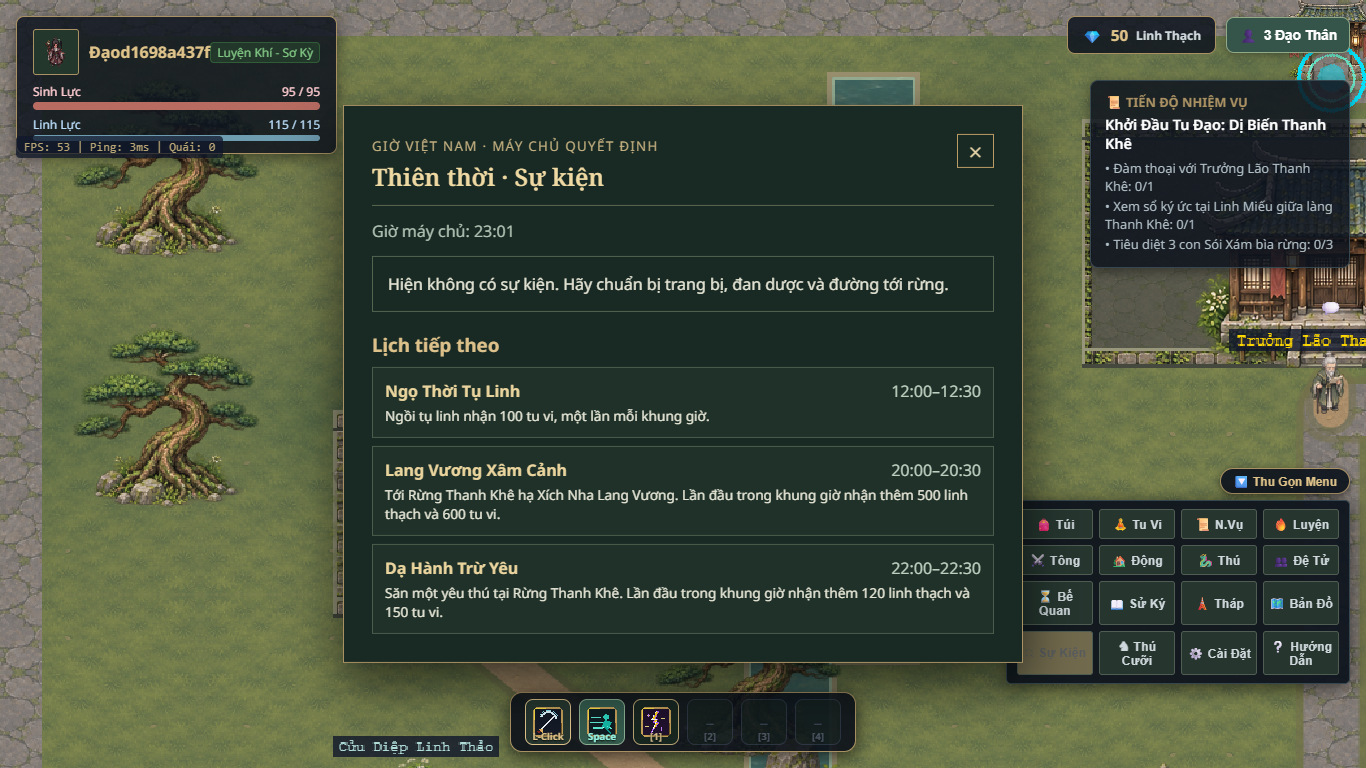 Đạod1698a437f
Luyện Khí - Sơ Kỳ
Sinh Lực
95 / 95
Linh Lực
115 / 115
FPS: 53 | Ping: 3ms | Quái: 0
50 Linh Thạch
3 Đạo Thân
TIẾN ĐỘ NHIỆM VỤ
Khởi Đầu Tu Đạo: Dị Biến Thanh
Khê
• Đàm thoại với Trưởng Lão Thanh
Khê: 0/1
• Xem số ký ức tại Linh Miếu giữa làng
Thanh Khê: 0/1
• Tiêu diệt 3 con Sói Xám bìa rừng: 0/3
GIỜ VIỆT NAM · MÁY CHỦ QUYẾT ĐỊNH
Thiên thời · Sự kiện
Giờ máy chủ: 23:01
Hiện không có sự kiện. Hãy chuẩn bị trang bị, đan dược và đường tới rừng.
Lịch tiếp theo
Ngọ Thời Tụ Linh
12:00–12:30
Ngồi tụ linh nhận 100 tu vi, một lần mỗi khung giờ.
Lang Vương Xâm Cảnh
20:00–20:30
Tới Rừng Thanh Khê hạ Xích Nha Lang Vương. Lần đầu trong khung giờ nhận thêm 500 linh
thạch và 600 tu vi.
Dạ Hành Trừ Yêu
22:00–22:30
Săn một yêu thú tại Rừng Thanh Khê. Lần đầu trong khung giờ nhận thêm 120 linh thạch và
150 tu vi.
Trưởng Lão Tha
Thu Gọn Menu
Túi
Tu Vi
N.Vụ
Luyện
Tông
Động
Thú
Đệ Tử
Bế
Quan
Sử Ký
Tháp
Bản Đồ
Sự Kiện
Thú
Cưỡi
Cài Đặt
Hướng
Dẫn
L-Click
Space
[1]
[2]
[3]
[4]
Cửu Diệp Linh Thảo